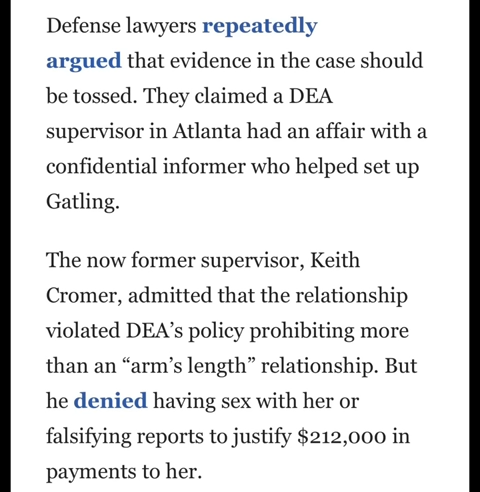 Defense lawyers repeatedly
argued that evidence in the case should
be tossed. They claimed a DEA
supervisor in Atlanta had an affair with a
confidential informer who helped set up
Gatling.
The now former supervisor, Keith
Cromer, admitted that the relationship
violated DEA’s policy prohibiting more
than an “arm’s length” relationship. But
he denied having sex with her or
falsifying reports to justify $212,000 in
payments to her.